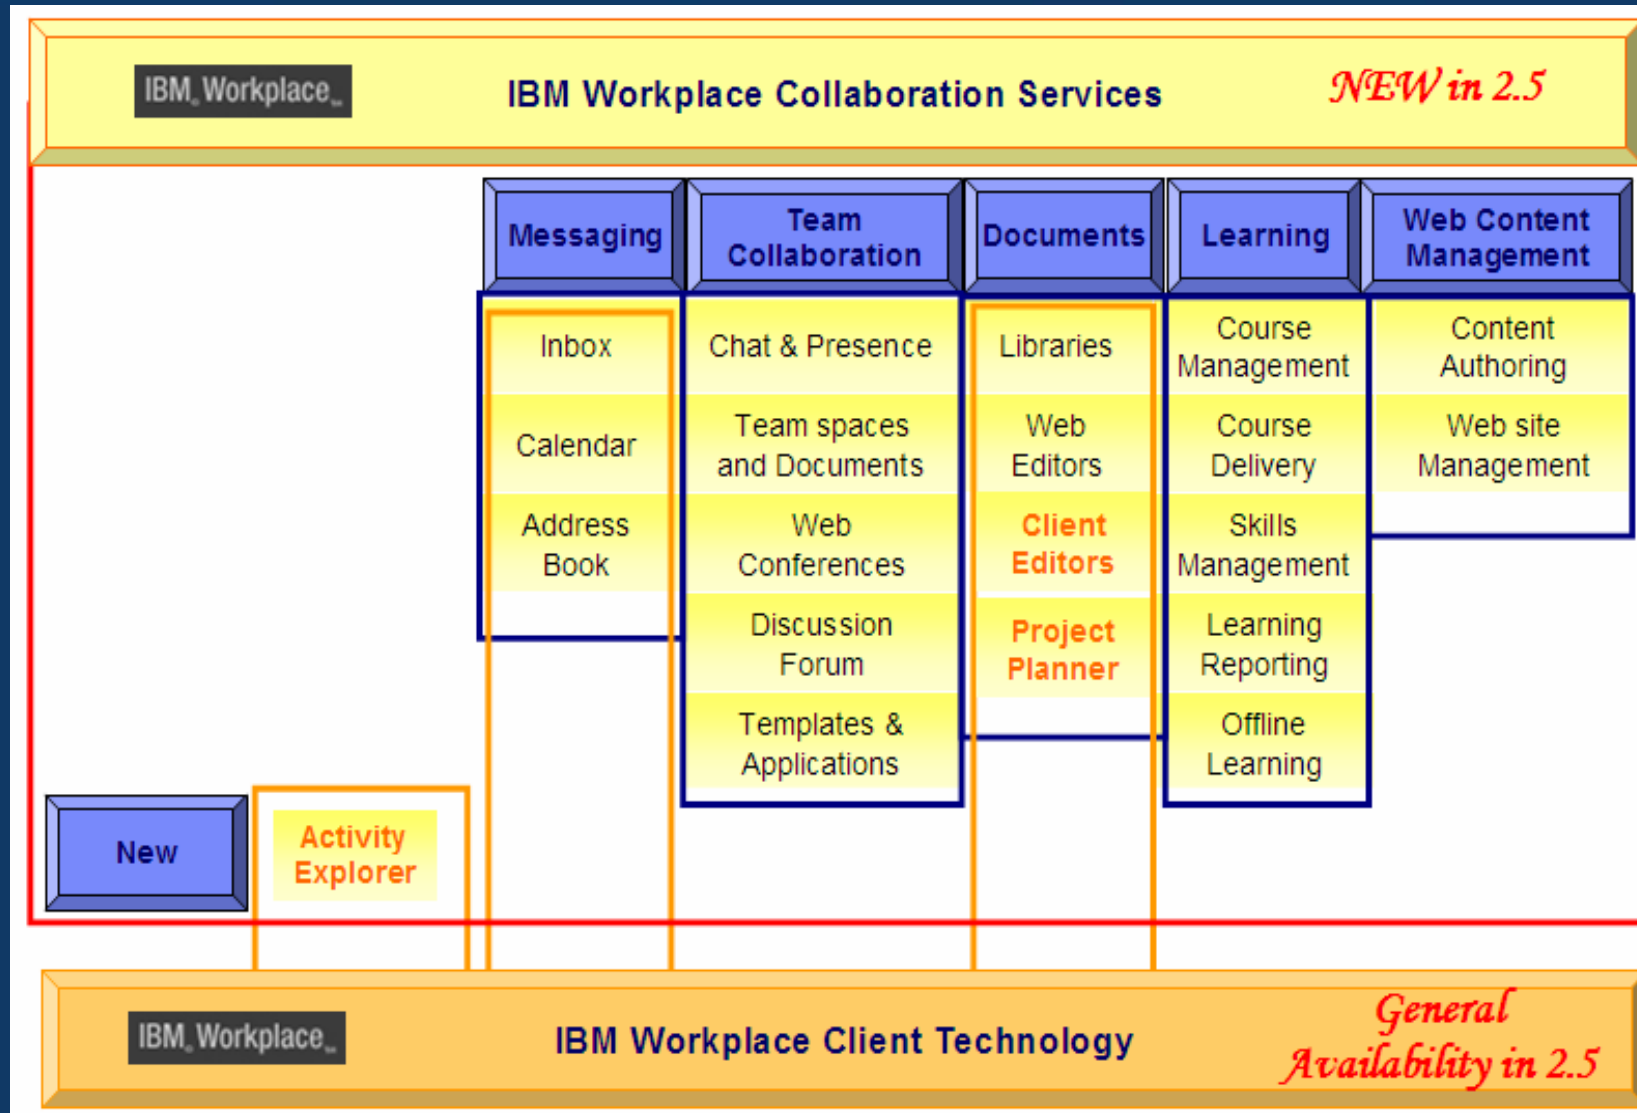 IBM Workplace™
IBM Workplace Collaboration Services
NEW in 2.5
Messaging
Team
Collaboration
Documents
Learning
Web Content
Management
Inbox
Calendar
Address
Book
Chat & Presence
Team spaces
and Documents
Web
Conferences
Discussion
Forum
Templates &
Applications
Libraries
Web
Editors
Client
Editors
Project
Planner
Course
Management
Course
Delivery
Skills
Management
Learning
Reporting
Offline
Learning
Content
Authoring
Web site
Management
New
Activity
Explorer
IBM Workplace™
IBM Workplace Client Technology
General
Availability in 2.5